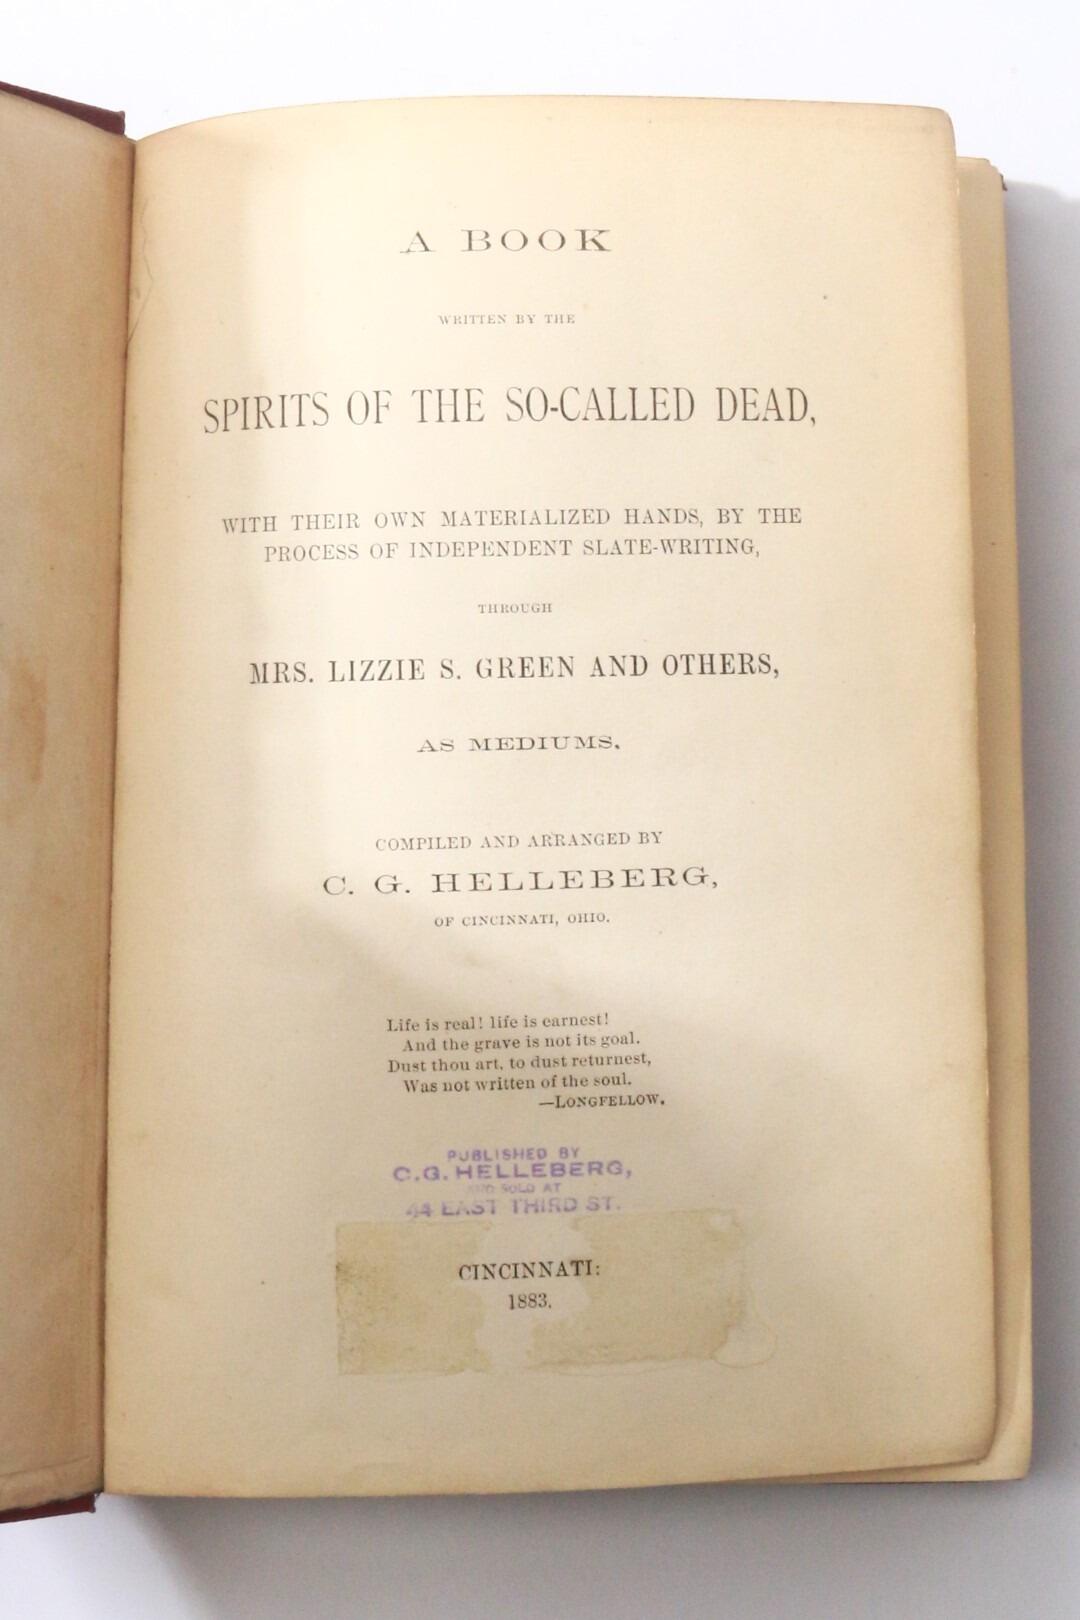 A BOOK
WRITTEN BY THE
SPIRITS OF THE SO-CALLED DEAD,
WITH THEIR OWN MATERIALIZED HANDS, BY THE
PROCESS OF INDEPENDENT SLATE-WRITING,
THROUGH
MRS. LIZZIE S. GREEN AND OTHERS,
AS MEDIUMS.
COMPILED AND ARRANGED BY
C. G. HELLEBERG,
OF CINCINNATI, OHIO.
Life is real! life is earnest!
And the grave is not its goal.
Dust thou art, to dust returnest,
Was not written of the soul.
—LONGFELLOW.
PUBLISHED BY
C.G. HELLEBERG,
AND SOLD AT
44 EAST THIRD ST.
CINCINNATI:
1883.